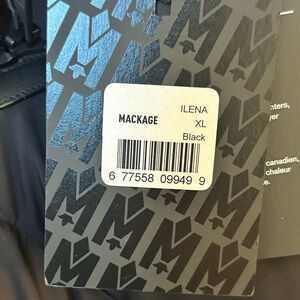 ILENA
MACKAGE XL
Black
6 77558 09949 9
canadien,
chaleur